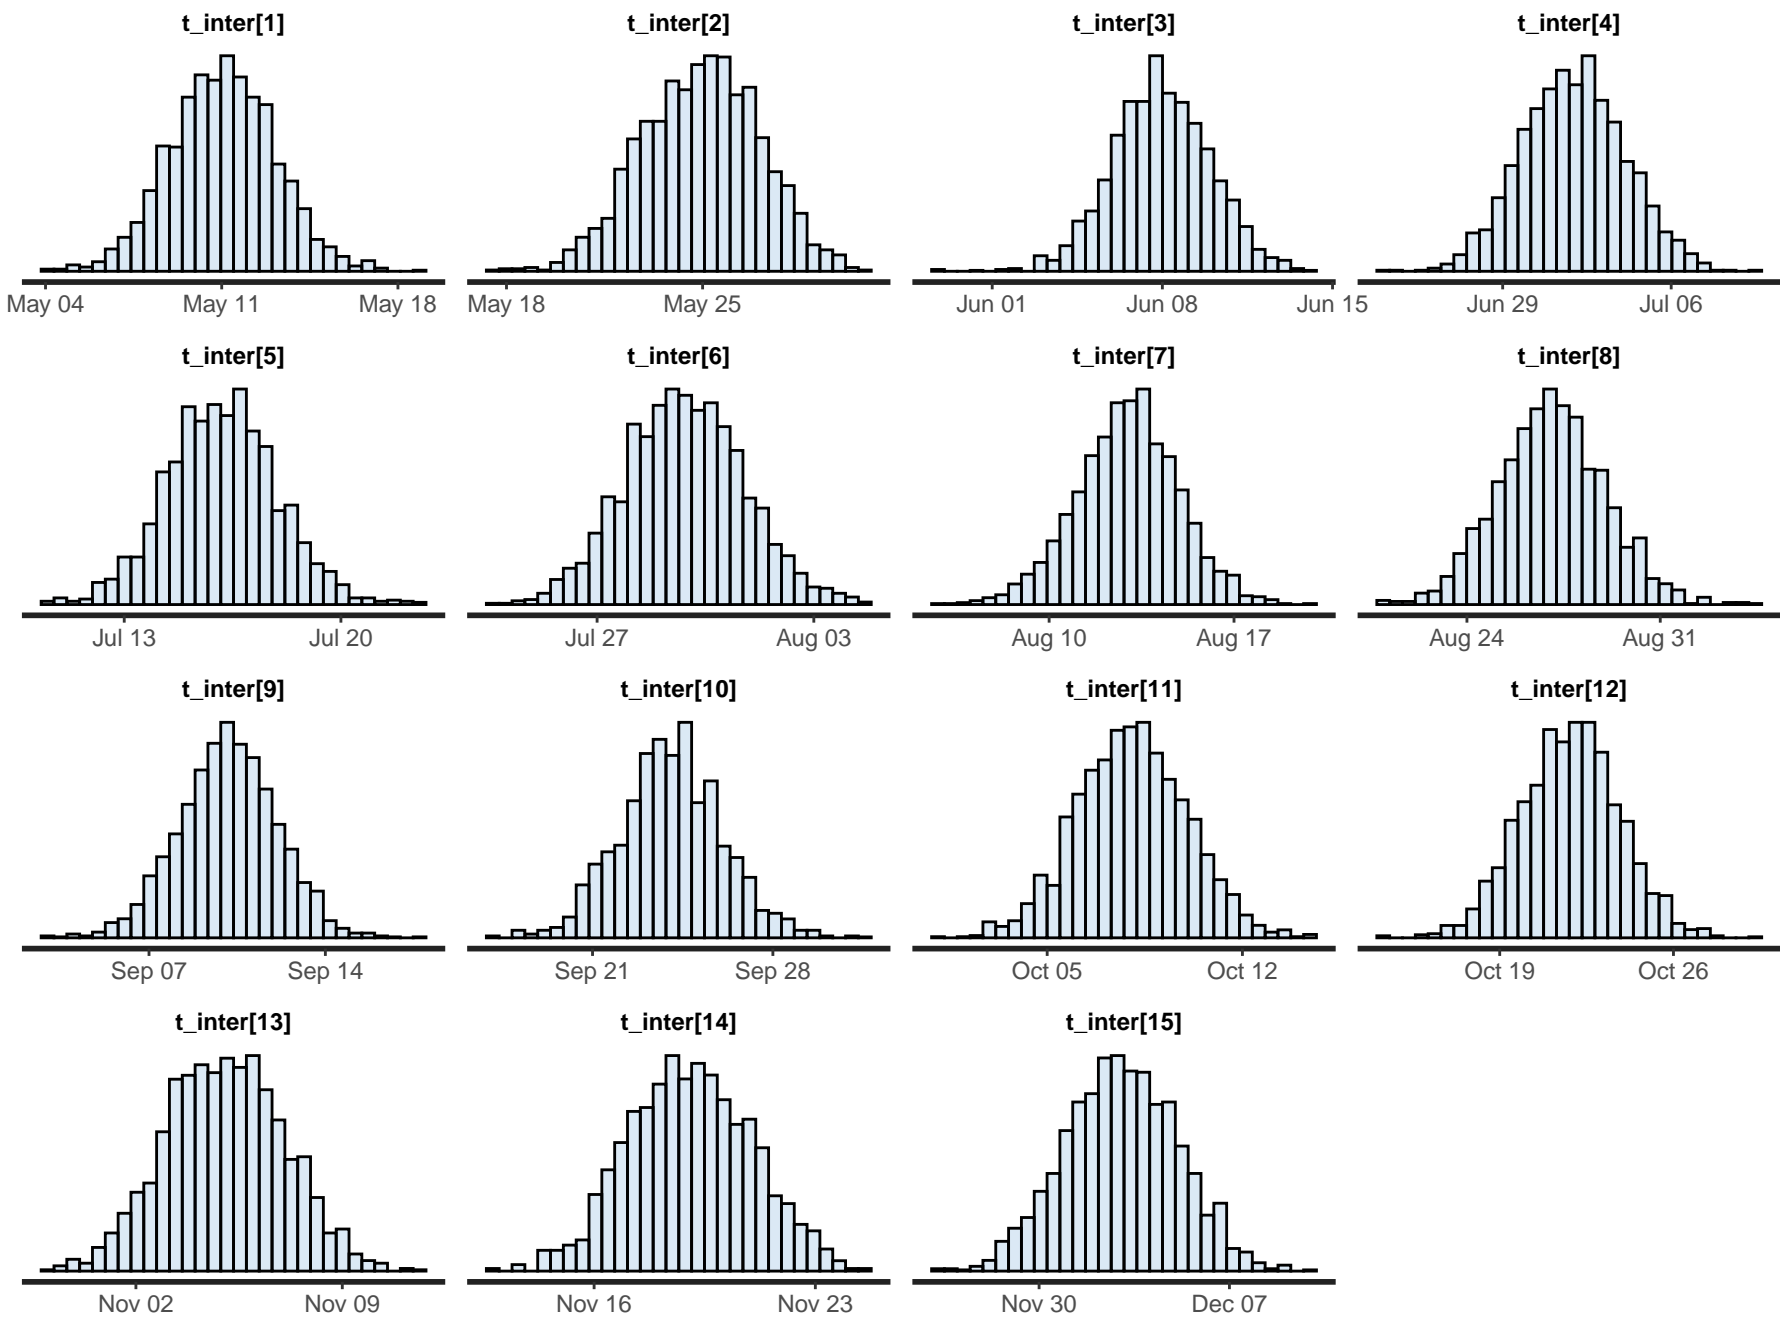 t_inter[1] t_inter[2] t_inter[3] t_inter[4]
May 04 May 11 May 18 May 18 May 25 Jun 01 Jun 08 Jun 15 Jun 29 Jul 06
t_inter[5] t_inter[6] t_inter[7] t_inter[8]
Jul 13 Jul 20 Jul 27 Aug 03 Aug 10 Aug 17 Aug 24 Aug 31
t_inter[9] t_inter[10] t_inter[11] t_inter[12]
Sep 07 Sep 14 Sep 21 Sep 28 Oct 05 Oct 12 Oct 19 Oct 26
t_inter[13] t_inter[14] t_inter[15]
Nov 02 Nov 09 Nov 16 Nov 23 Nov 30 Dec 07